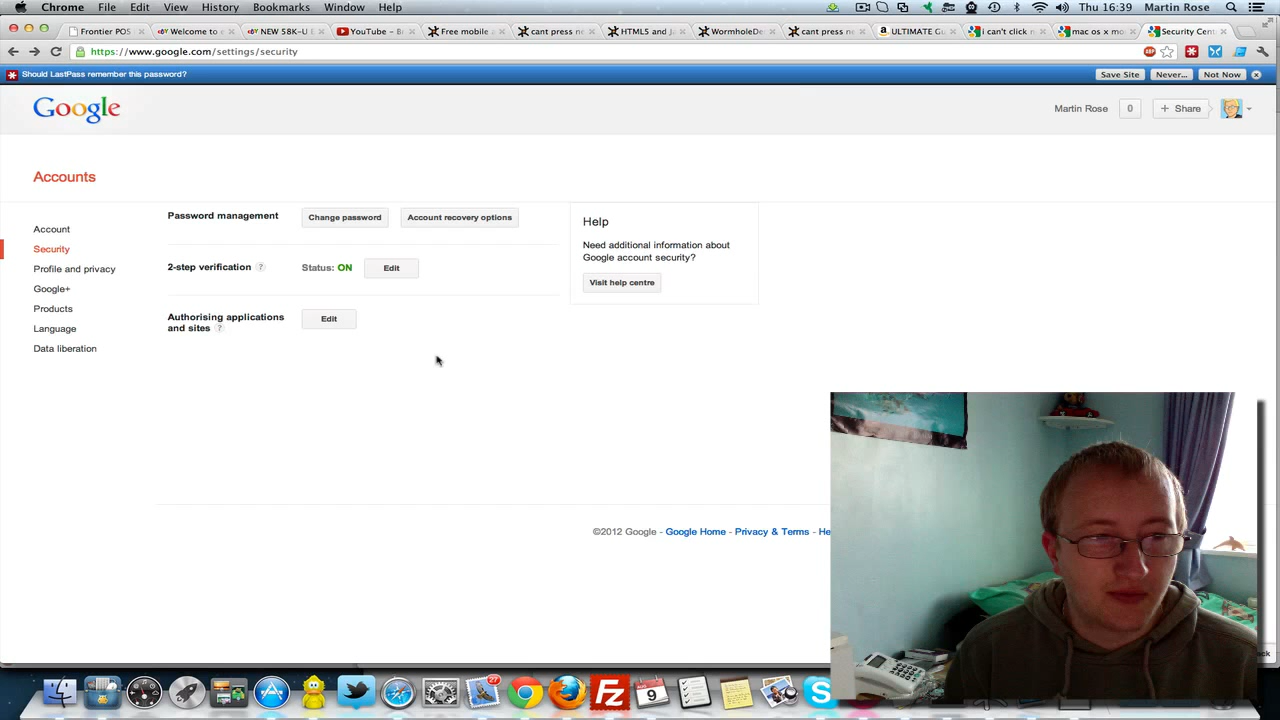 Chrome File Edit View History Bookmarks Window Help Thu 16:39 Martin Rose
Frontier POS Welcome to NEW S8K-U YouTube - Free mobile cant press ne HTML5 and WormholeDe cant press ne ULTIMATE i can't click mac os x mo Security Cent
https://www.google.com/settings/security
Should LastPass remember this password? Save Site Never... Not Now
Google
Martin Rose 0 + Share
Accounts
Account
Security
Profile and privacy
Google+
Products
Language
Data liberation
Password management Change password Account recovery options
2-step verification ? Status: ON Edit
Authorising applications
and sites ? Edit
Help
Need additional information about
Google account security?
Visit help centre
©2012 Google - Google Home - Privacy & Terms - He
27
9